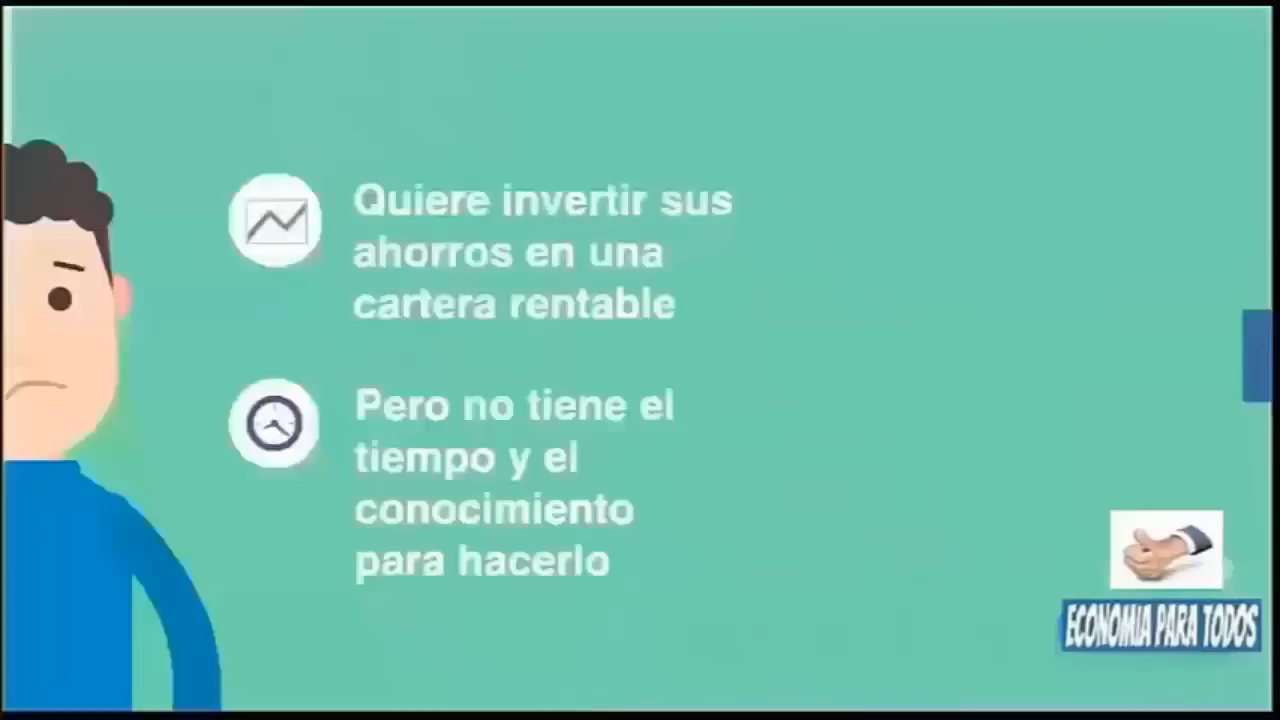 Quiere invertir sus
ahorros en una
cartera rentable
Pero no tiene el
tiempo y el
conocimiento
para hacerlo
ECONOMIA PARA TODOS